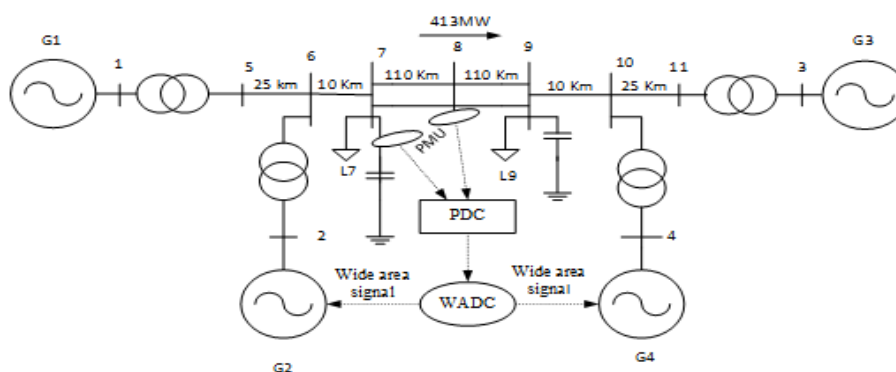 413MW
G1
G3
1
5
6
7
8
9
10
11
3
25 km
10 Km
110 Km
110 Km
10 Km
25 Km
PMU
L7
L9
PDC
2
4
Wide area
signal
WADC
Wide area
signal
G2
G4